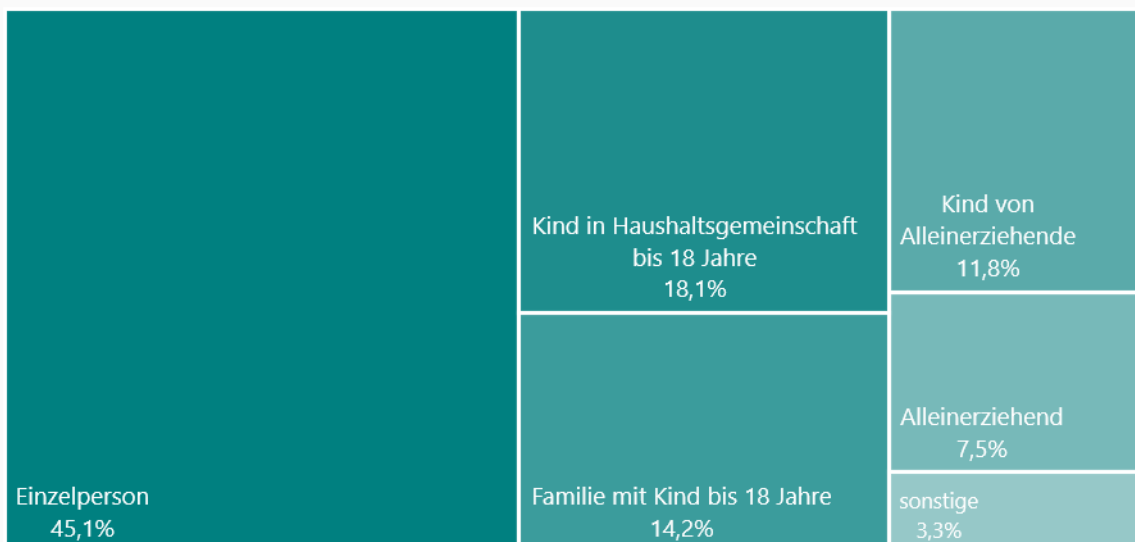 Einzelperson
45,1%
Kind in Haushaltsgemeinschaft
bis 18 Jahre
18,1%
Familie mit Kind bis 18 Jahre
14,2%
Kind von
Alleinerziehende
11,8%
Alleinerziehend
7,5%
sonstige
3,3%